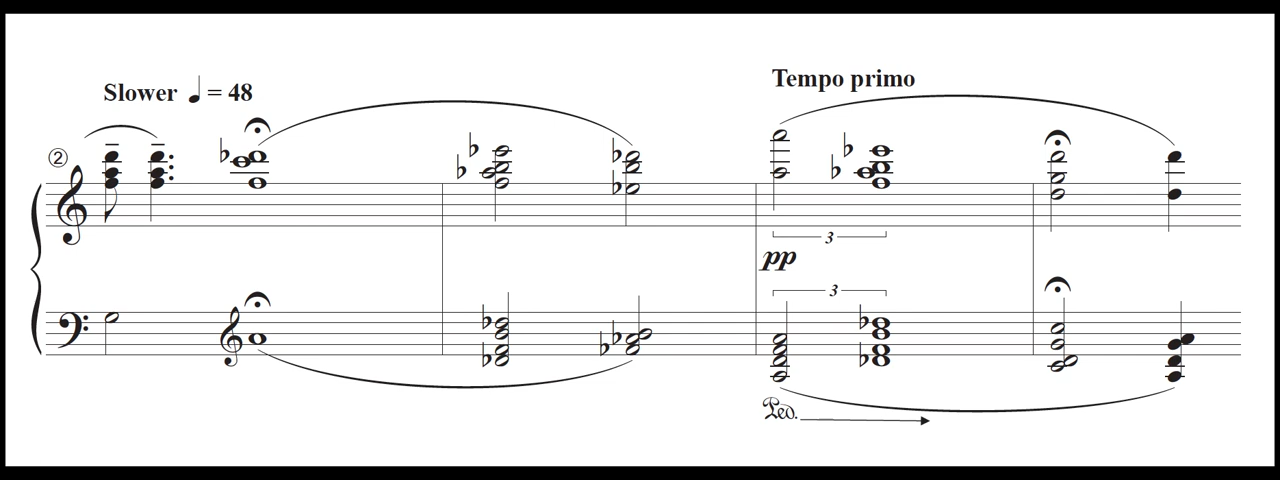 Slower ♩ = 48
Tempo primo
②
3
pp
3
Ped.